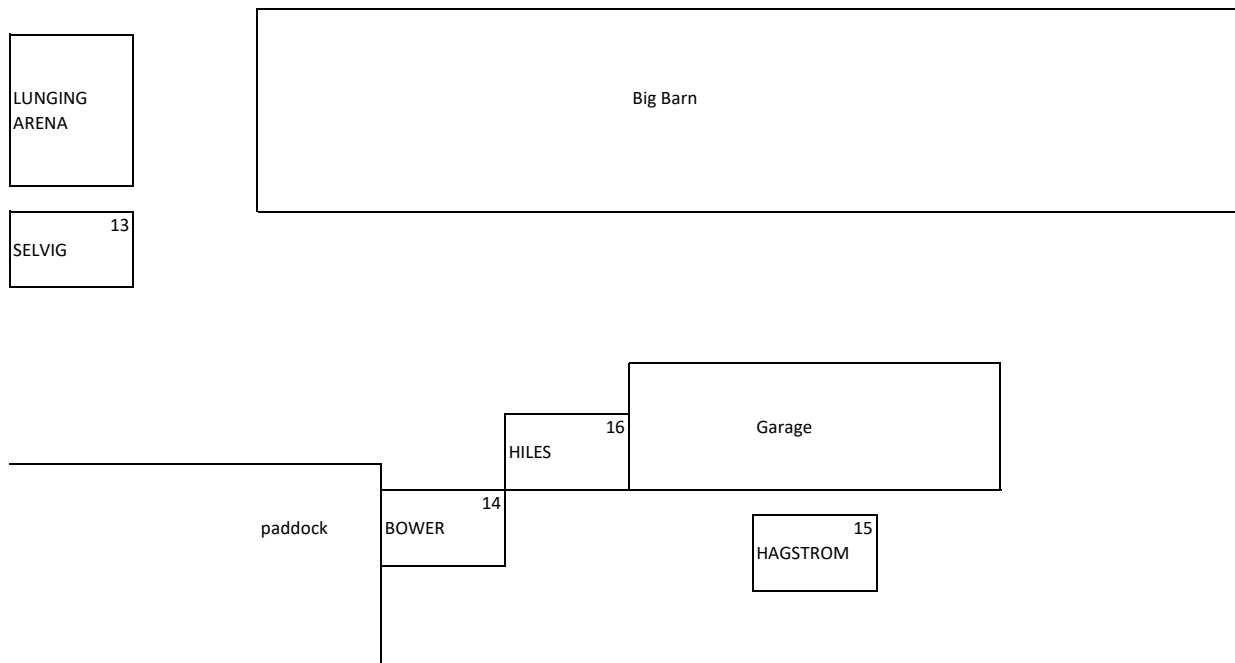 LUNGING
ARENA
Big Barn
13
SELVIG
16
HILES
Garage
14
BOWER
paddock
15
HAGSTROM